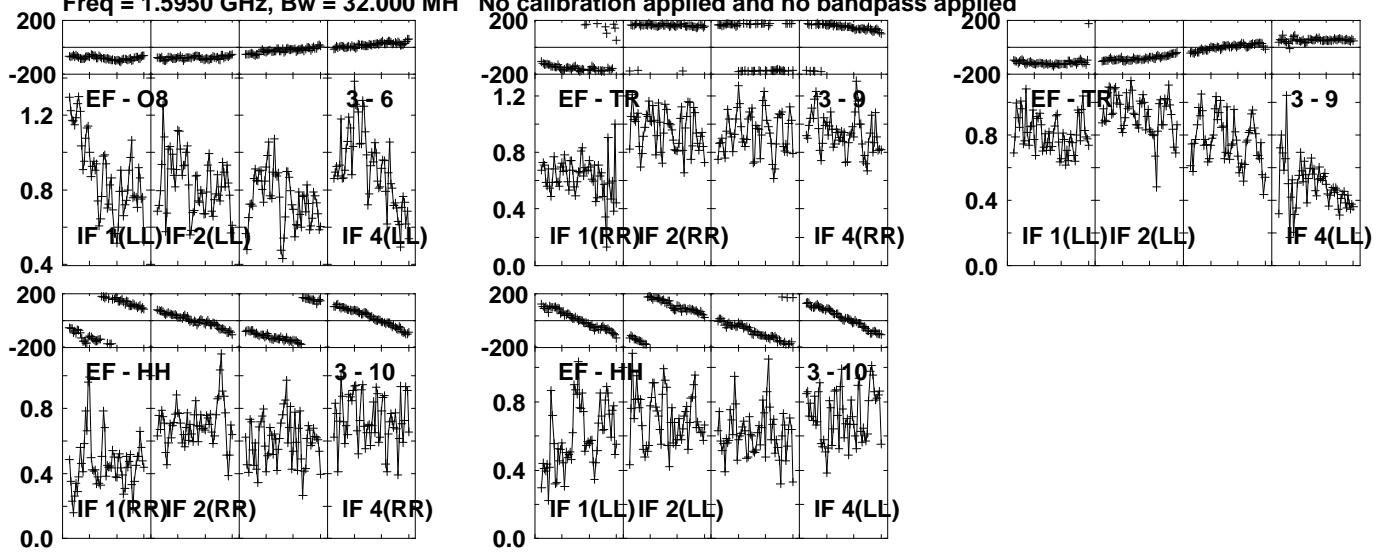 Freq = 1.5950 GHz, Bw = 32.000 MH No calibration applied and no bandpass applied
200
-200
EF - O8 3 - 6
1.2
0.8
0.4
IF 1(LL) IF 2(LL) IF 4(LL)
200
-200
EF - TR 3 - 9
1.2
0.8
0.4
0.0
IF 1(RR) IF 2(RR) IF 4(RR)
200
-200
EF - TR 3 - 9
0.8
0.4
0.0
IF 1(LL) IF 2(LL) IF 4(LL)
200
-200
EF - HH 3 - 10
0.8
0.4
0.0
IF 1(RR) IF 2(RR) IF 4(RR)
200
-200
EF - HH 3 - 10
0.8
0.4
0.0
IF 1(LL) IF 2(LL) IF 4(LL)